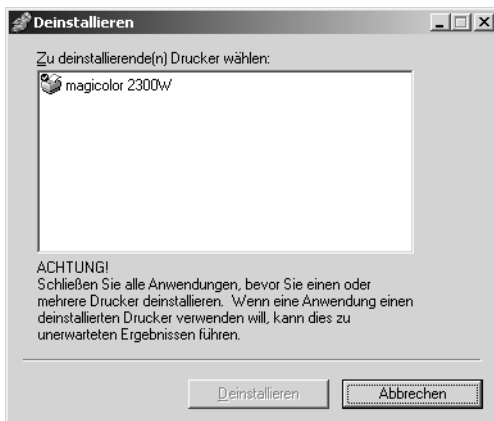 Deinstallieren
Zu deinstallierende(n) Drucker wählen:
magicolor 2300W
ACHTUNG!
Schließen Sie alle Anwendungen, bevor Sie einen oder
mehrere Drucker deinstallieren. Wenn eine Anwendung einen
deinstallierten Drucker verwenden will, kann dies zu
unerwarteten Ergebnissen führen.
Deinstallieren
Abbrechen